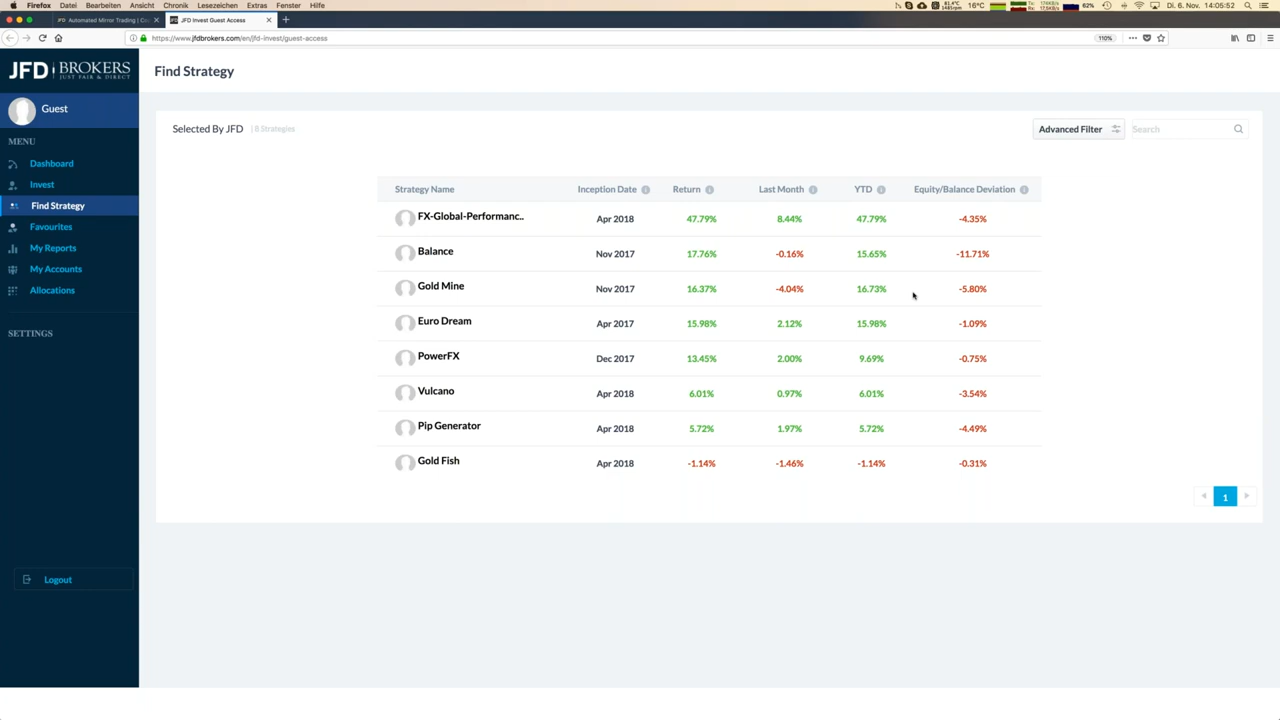 Firefox Datei Bearbeiten Ansicht Chronik Lesezeichen Extras Fenster Hilfe 16°C 62% Di. 6. Nov. 14:05:52
Automated Mirror Trading | Co JFD Invest Guest Access
https://www.jfdbrokers.com/en/jfd-invest/guest-access 110%
JFD BROKERS
JUST FAIR & DIRECT
Guest
MENU
Dashboard
Invest
Find Strategy
Favourites
My Reports
My Accounts
Allocations
SETTINGS
Logout
Find Strategy
Selected By JFD | 8 Strategies Advanced Filter Search
Strategy Name Inception Date Return Last Month YTD Equity/Balance Deviation
FX-Global-Performanc.. Apr 2018 47.79% 8.44% 47.79% -4.35%
Balance Nov 2017 17.76% -0.16% 15.65% -11.71%
Gold Mine Nov 2017 16.37% -4.04% 16.73% -5.80%
Euro Dream Apr 2017 15.98% 2.12% 15.98% -1.09%
PowerFX Dec 2017 13.45% 2.00% 9.69% -0.75%
Vulcano Apr 2018 6.01% 0.97% 6.01% -3.54%
Pip Generator Apr 2018 5.72% 1.97% 5.72% -4.49%
Gold Fish Apr 2018 -1.14% -1.46% -1.14% -0.31%
1